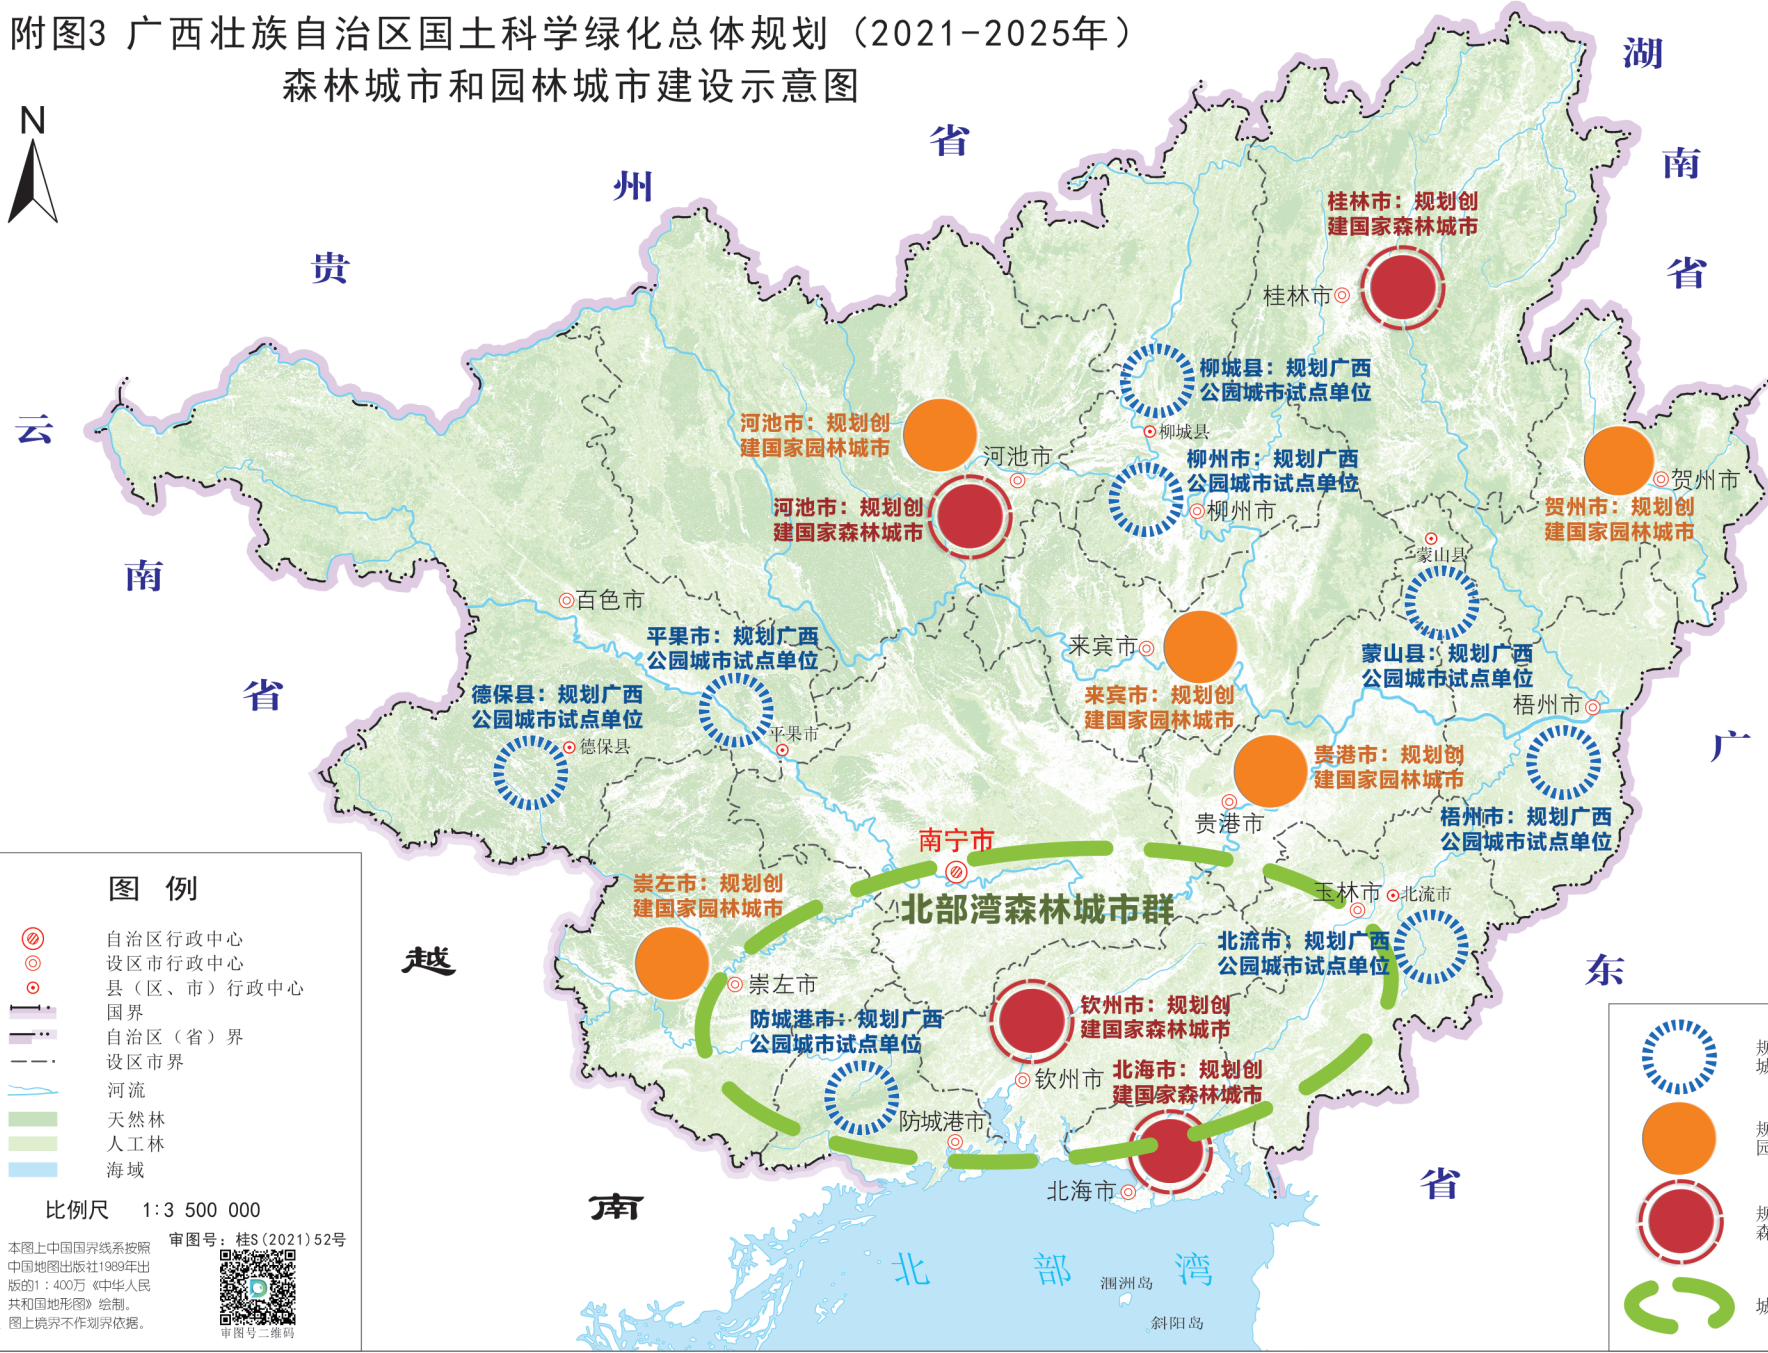 附图3 广西壮族自治区国土科学绿化总体规划（2021-2025年）
森林城市和园林城市建设示意图
N
湖
南
省
贵
州
省
云
南
省
广
东
省
越
南
桂林市：规划创
建国家森林城市
桂林市
柳城县：规划广西
公园城市试点单位
柳城县
河池市：规划创
建国家园林城市
河池市
河池市：规划创
建国家森林城市
柳州市：规划广西
公园城市试点单位
柳州市
贺州市
贺州市：规划创
建国家园林城市
蒙山县
蒙山县：规划广西
公园城市试点单位
百色市
平果市：规划广西
公园城市试点单位
平果市
来宾市
来宾市：规划创
建国家园林城市
德保县：规划广西
公园城市试点单位
德保县
梧州市
梧州市：规划广西
公园城市试点单位
贵港市：规划创
建国家园林城市
贵港市
南宁市
北部湾森林城市群
崇左市：规划创
建国家园林城市
崇左市
玉林市
北流市
北流市：规划广西
公园城市试点单位
防城港市：规划广西
公园城市试点单位
防城港市
钦州市：规划创
建国家森林城市
钦州市
北海市：规划创
建国家森林城市
北海市
北部湾
涠洲岛
斜阳岛
图 例
自治区行政中心
设区市行政中心
县（区、市）行政中心
国界
自治区（省）界
设区市界
河流
天然林
人工林
海域
比例尺 1:3 500 000
审图号：桂S(2021)52号
本图上中国国界线系按照
中国地图出版社1989年出
版的1：400万《中华人民
共和国地形图》绘制。
图上境界不作划界依据。
审图号二维码
规
城
规
园
规
森
城